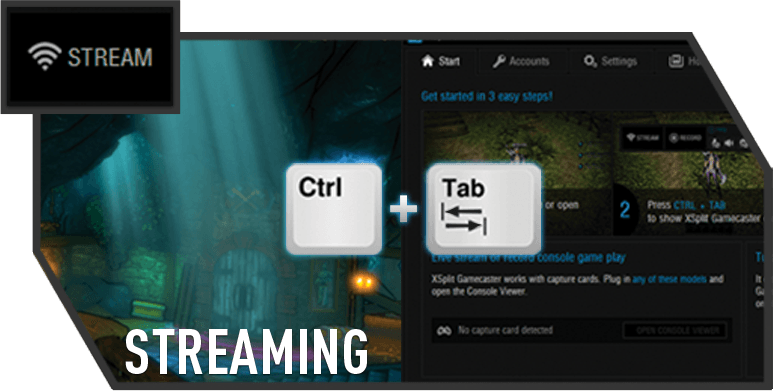 STREAM
Start
Accounts
Settings
Get started in 3 easy steps!
STREAM
RECORD
Ctrl + Tab
or open
2
Press CTRL + TAB
to show XSplit Gamecaster
Live stream or record console game play
XSplit Gamecaster works with capture cards. Plug in any of these models and
open the Console Viewer.
No capture card detected
OPEN CONSOLE VIEWER
STREAMING